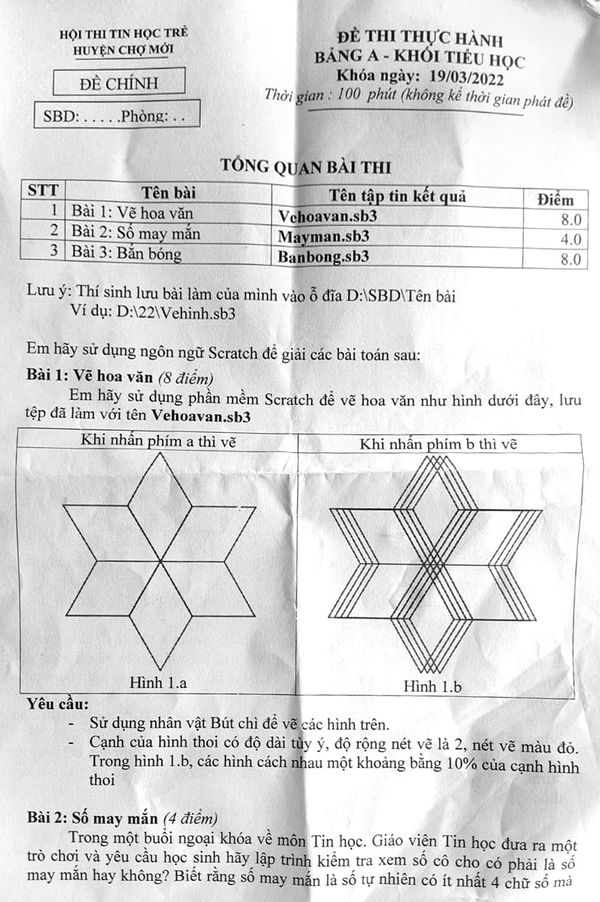 HỘI THI TIN HỌC TRẺ
HUYỆN CHỢ MỚI
ĐỀ CHÍNH
SBD: . . . . .Phòng: . .
ĐỀ THI THỰC HÀNH
BẢNG A - KHỐI TIỂU HỌC
Khóa ngày: 19/03/2022
Thời gian : 100 phút (không kể thời gian phát đề)
TỔNG QUAN BÀI THI
STT Tên bài Tên tập tin kết quả Điểm
1 Bài 1: Vẽ hoa văn Vehoavan.sb3 8.0
2 Bài 2: Số may mắn Mayman.sb3 4.0
3 Bài 3: Bắn bóng Banbong.sb3 8.0
Lưu ý: Thí sinh lưu bài làm của mình vào ổ đĩa D:\SBD\Tên bài
Ví dụ: D:\22\Vehinh.sb3
Em hãy sử dụng ngôn ngữ Scratch để giải các bài toán sau:
Bài 1: Vẽ hoa văn (8 điểm)
Em hãy sử dụng phần mềm Scratch để vẽ hoa văn như hình dưới đây, lưu
tệp đã làm với tên Vehoavan.sb3
Khi nhấn phím a thì vẽ Khi nhấn phím b thì vẽ
Hình 1.a Hình 1.b
Yêu cầu:
- Sử dụng nhân vật Bút chì để vẽ các hình trên.
- Cạnh của hình thoi có độ dài tùy ý, độ rộng nét vẽ là 2, nét vẽ màu đỏ.
Trong hình 1.b, các hình cách nhau một khoảng bằng 10% của cạnh hình
thoi
Bài 2: Số may mắn (4 điểm)
Trong một buổi ngoại khóa về môn Tin học. Giáo viên Tin học đưa ra một
trò chơi và yêu cầu học sinh hãy lập trình kiểm tra xem số cô cho có phải là số
may mắn hay không? Biết rằng số may mắn là số tự nhiên có ít nhất 4 chữ số mà